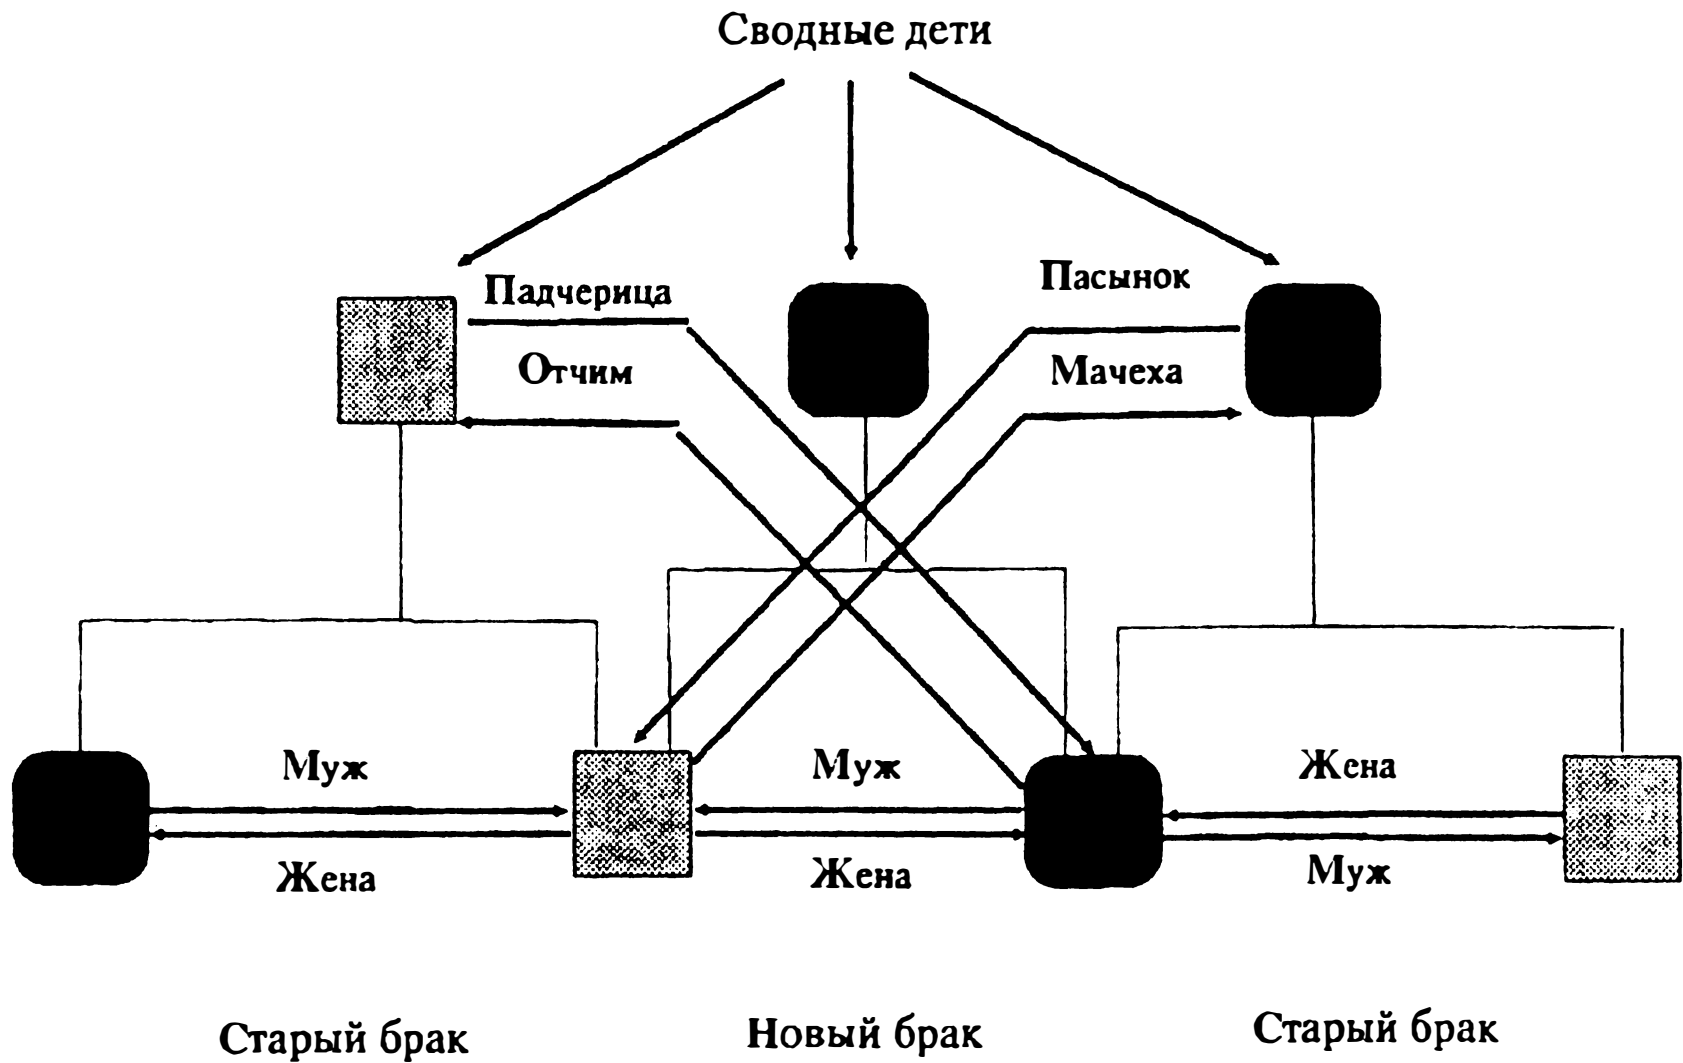 Сводные дети
Падчерица
Пасынок
Отчим
Мачеха
Муж
Муж
Жена
Жена
Жена
Муж
Старый брак
Новый брак
Старый брак